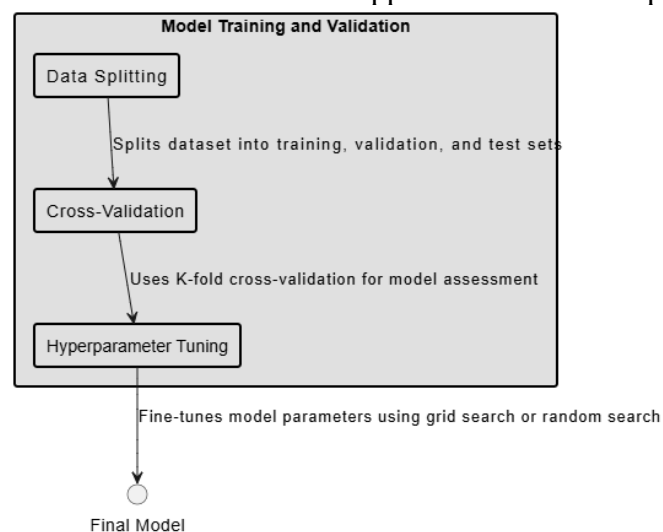 Model Training and Validation
Data Splitting
Splits dataset into training, validation, and test sets
Cross-Validation
Uses K-fold cross-validation for model assessment
Hyperparameter Tuning
Fine-tunes model parameters using grid search or random search
Final Model